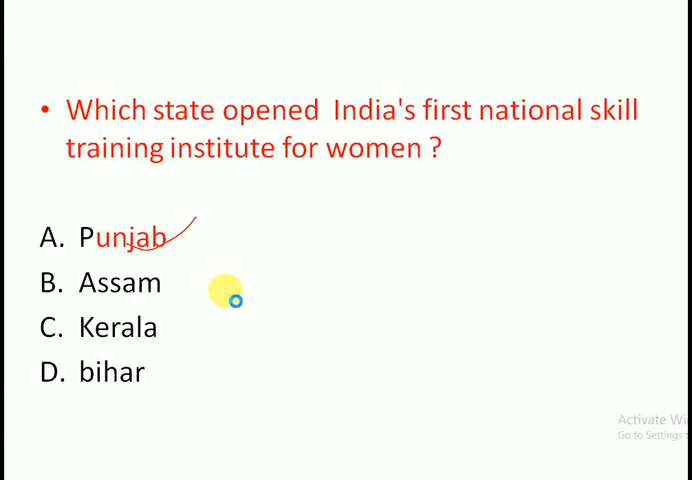 • Which state opened India's first national skill
training institute for women ?
A. Punjab
B. Assam
C. Kerala
D. bihar
Activate Wi
Go to Settings t